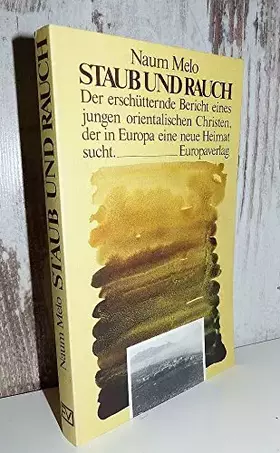 Naum Melo
STAUB UND RAUCH
Der erschütternde Bericht eines
jungen orientalischen Christen,
der in Europa eine neue Heimat
sucht. Europaverlag
Naum Melo STAUB UND RAUCH